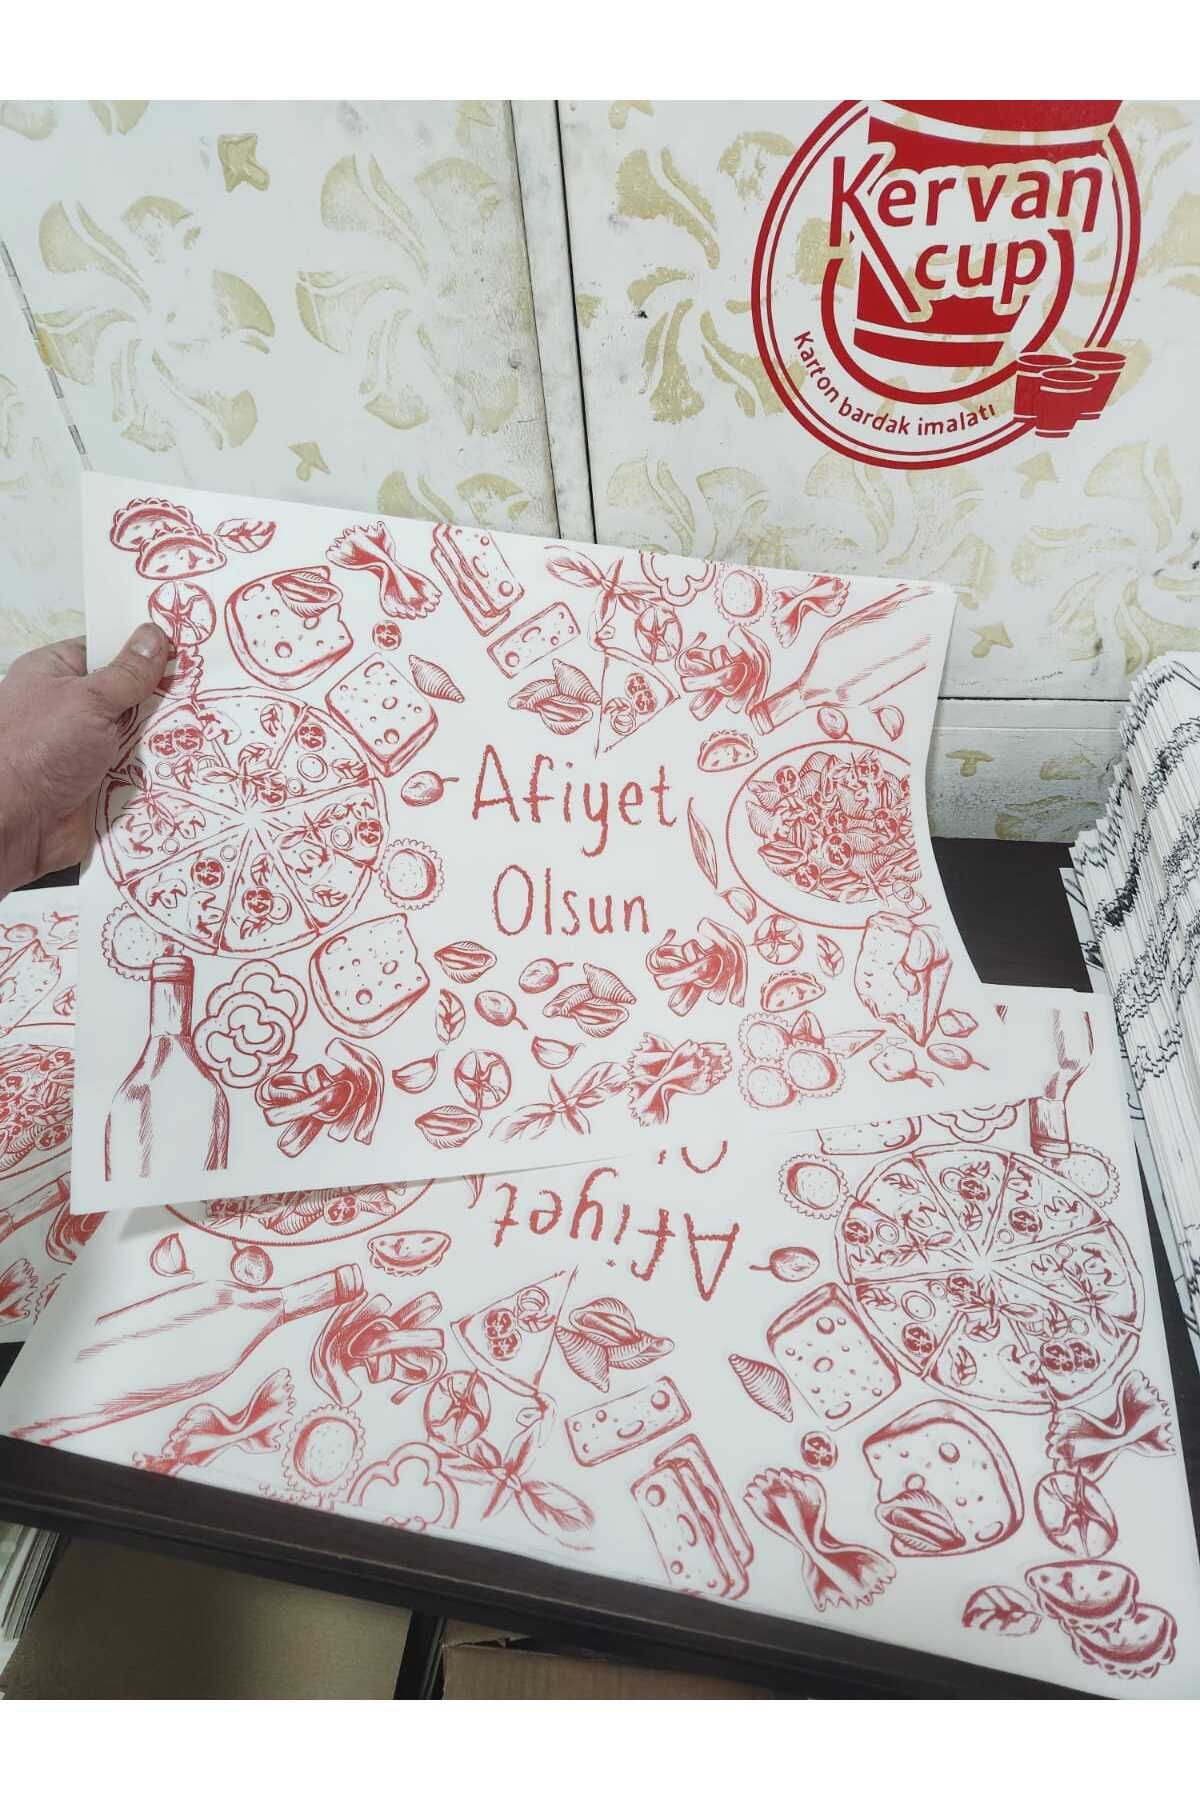 Kervan
cup
Karton bardak imalatı
Afiyet
Olsun
Afiyet